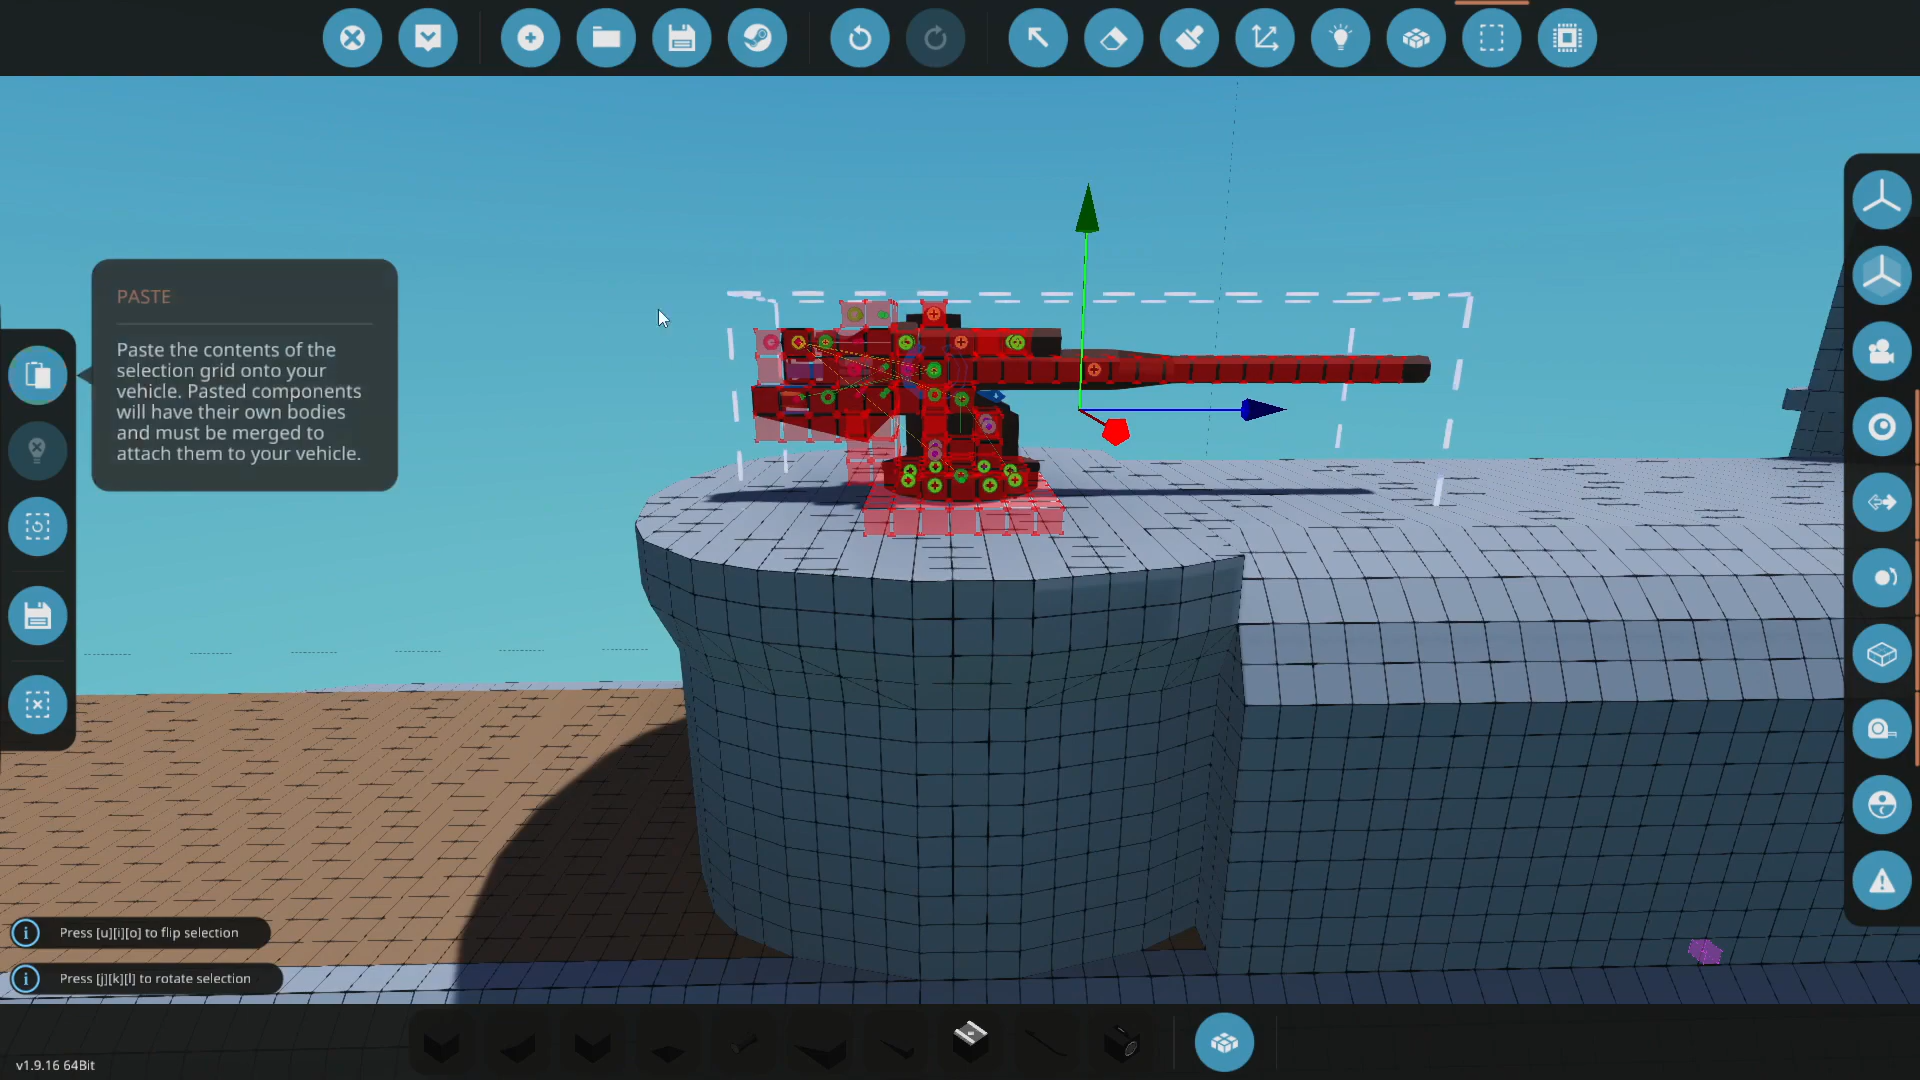 PASTE
Paste the contents of the
selection grid onto your
vehicle. Pasted components
will have their own bodies
and must be merged to
attach them to your vehicle.
Press [u][i][o] to flip selection
Press [j][k][l] to rotate selection
v1.9.16 64Bit